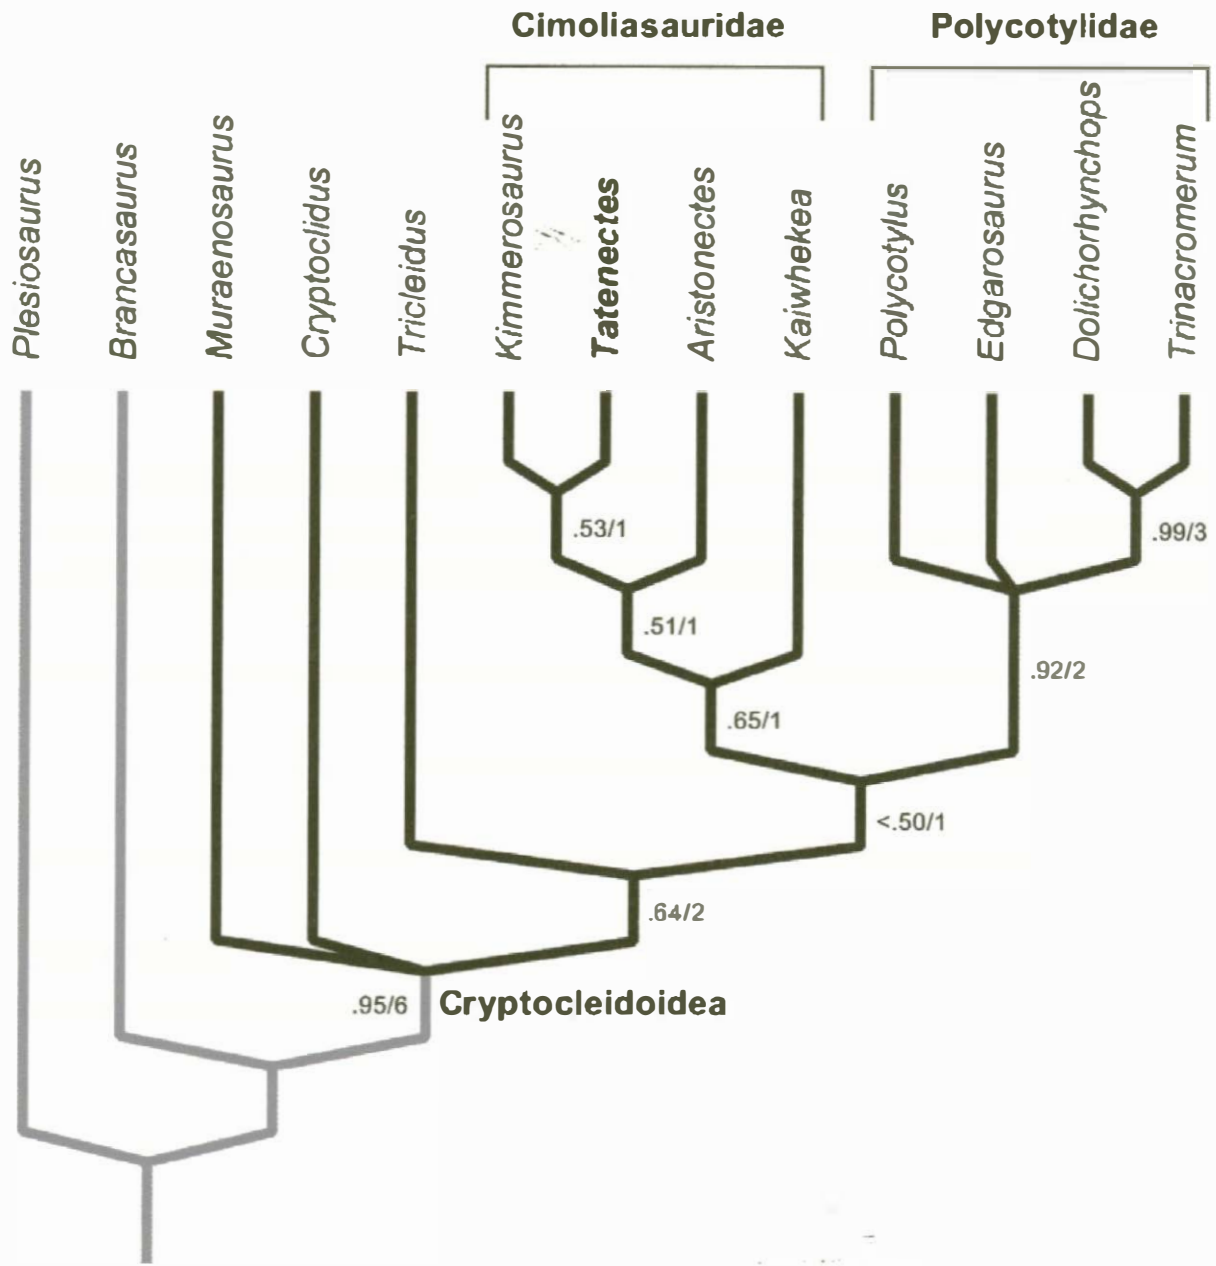 Cimoliasauridae
Polycotylidae
Plesiosaurus
Brancasaurus
Muraenosaurus
Cryptoclidus
Tricleidus
Kimmerosaurus
Tatenectes
Aristonectes
Kaiwhekea
Polycotylus
Edgarosaurus
Dolichorhynchops
Trinacromerum
.53/1
.99/3
.51/1
.92/2
.65/1
<.50/1
.64/2
.95/6
Cryptocleidoidea